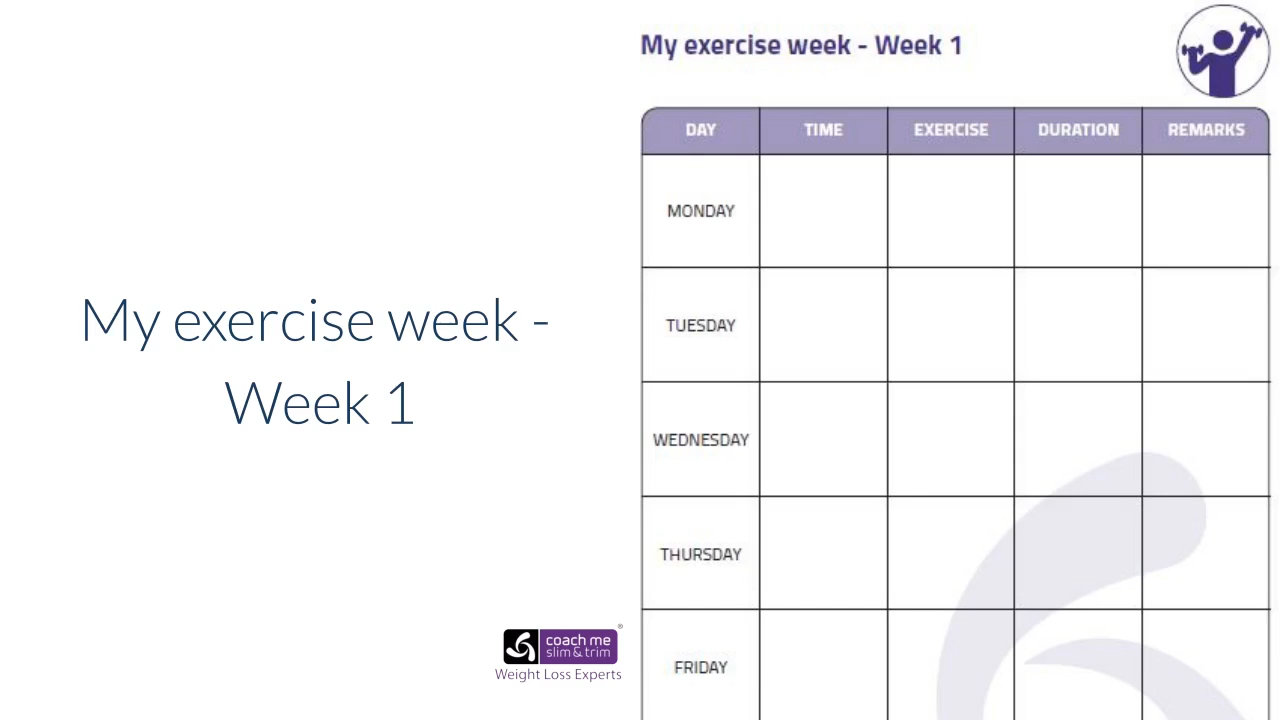 My exercise week -
Week 1
coach me
slim & trim
®
Weight Loss Experts
My exercise week - Week 1
DAY TIME EXERCISE DURATION REMARKS
MONDAY
TUESDAY
WEDNESDAY
THURSDAY
FRIDAY